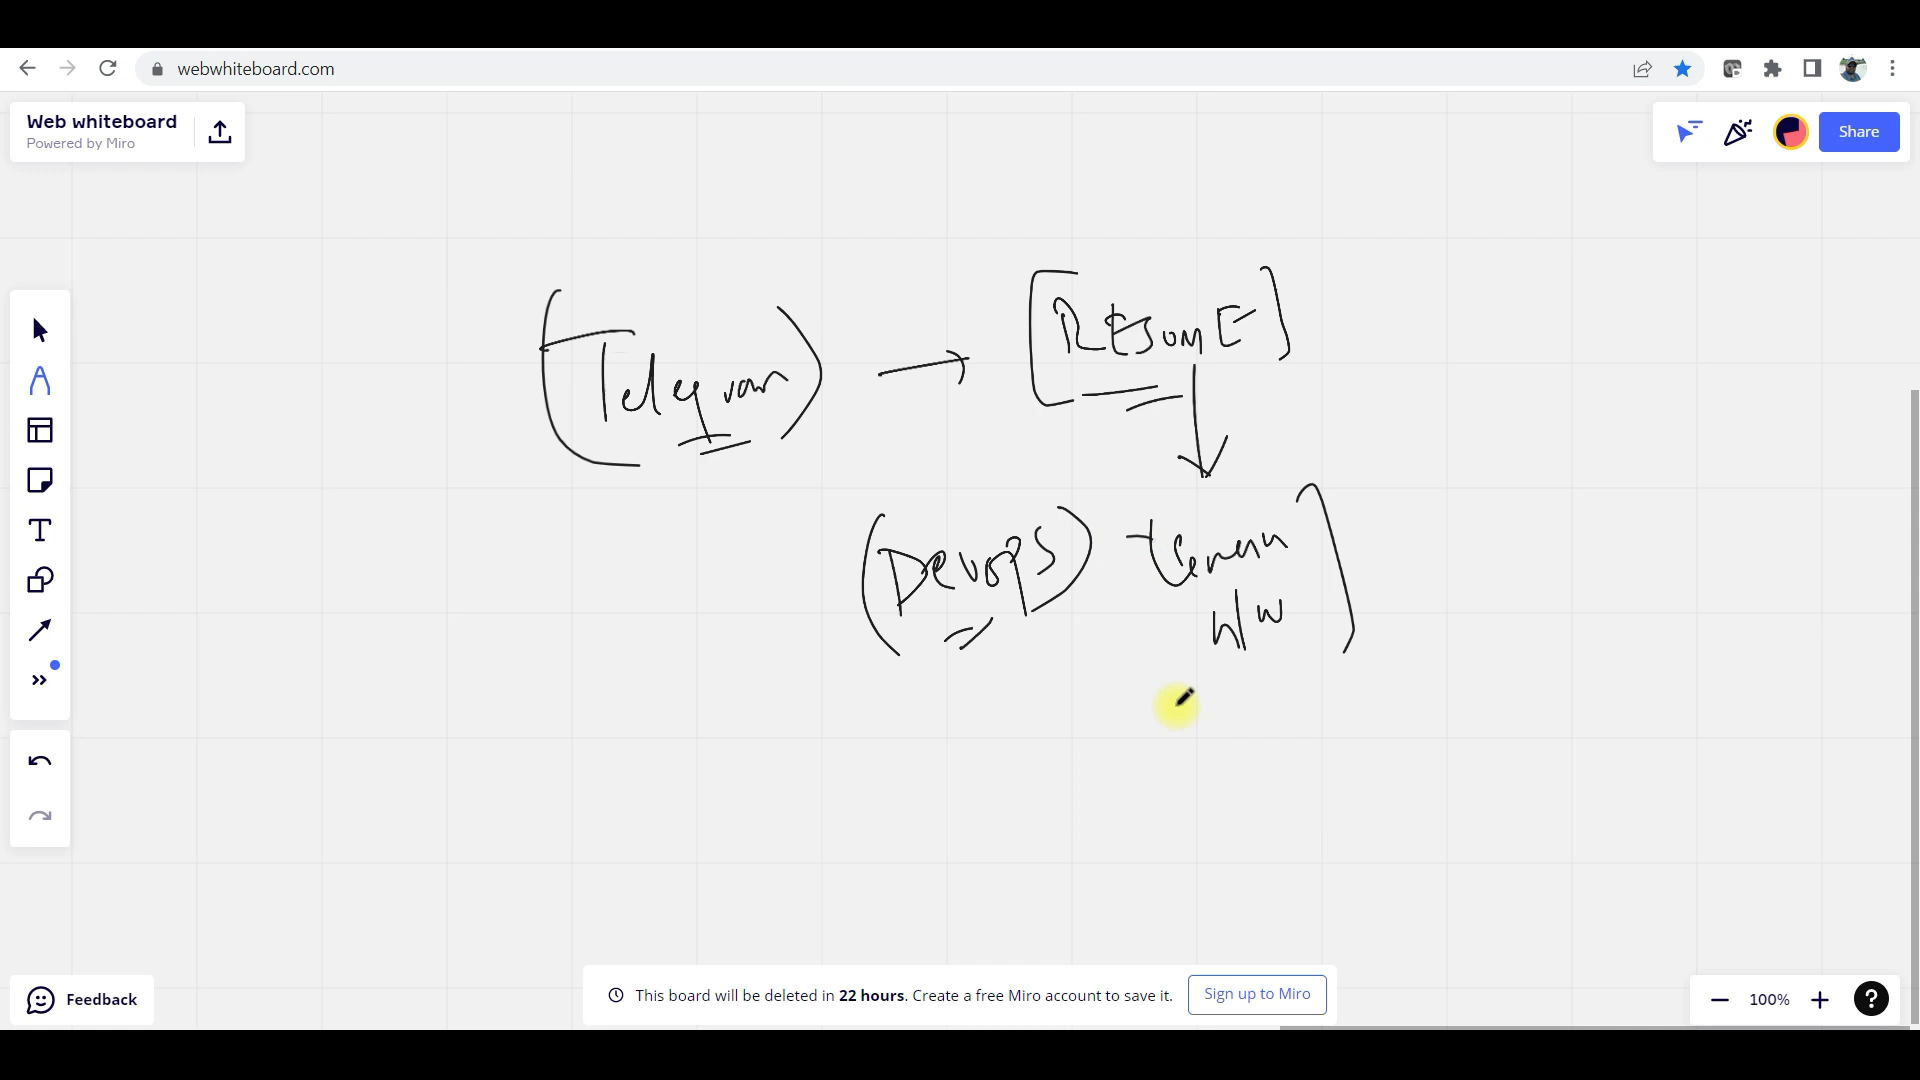 webwhiteboard.com
Web whiteboard
Powered by Miro
Share
Telegram
RESUME
DevOps
n/w
Feedback
This board will be deleted in 22 hours. Create a free Miro account to save it.
Sign up to Miro
100%